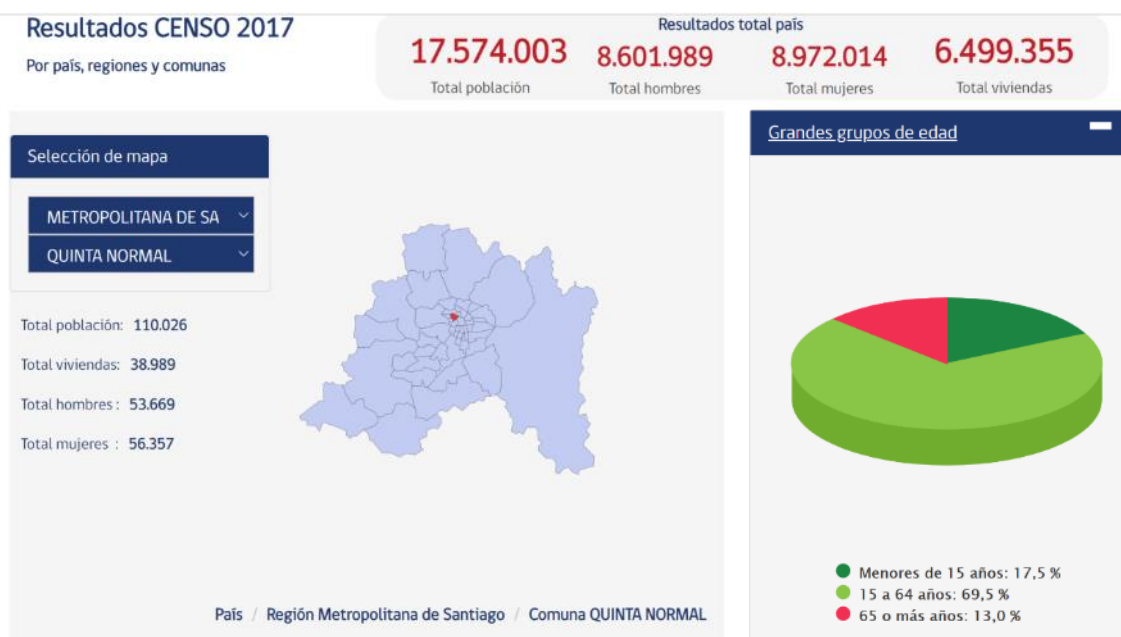 Resultados CENSO 2017
Por país, regiones y comunas
Resultados total país
17.574.003 8.601.989 8.972.014 6.499.355
Total población Total hombres Total mujeres Total viviendas
Selección de mapa
METROPOLITANA DE SA
QUINTA NORMAL
Total población: 110.026
Total viviendas: 38.989
Total hombres : 53.669
Total mujeres : 56.357
País / Región Metropolitana de Santiago / Comuna QUINTA NORMAL
Grandes grupos de edad
Menores de 15 años: 17,5 %
15 a 64 años: 69,5 %
65 o más años: 13,0 %